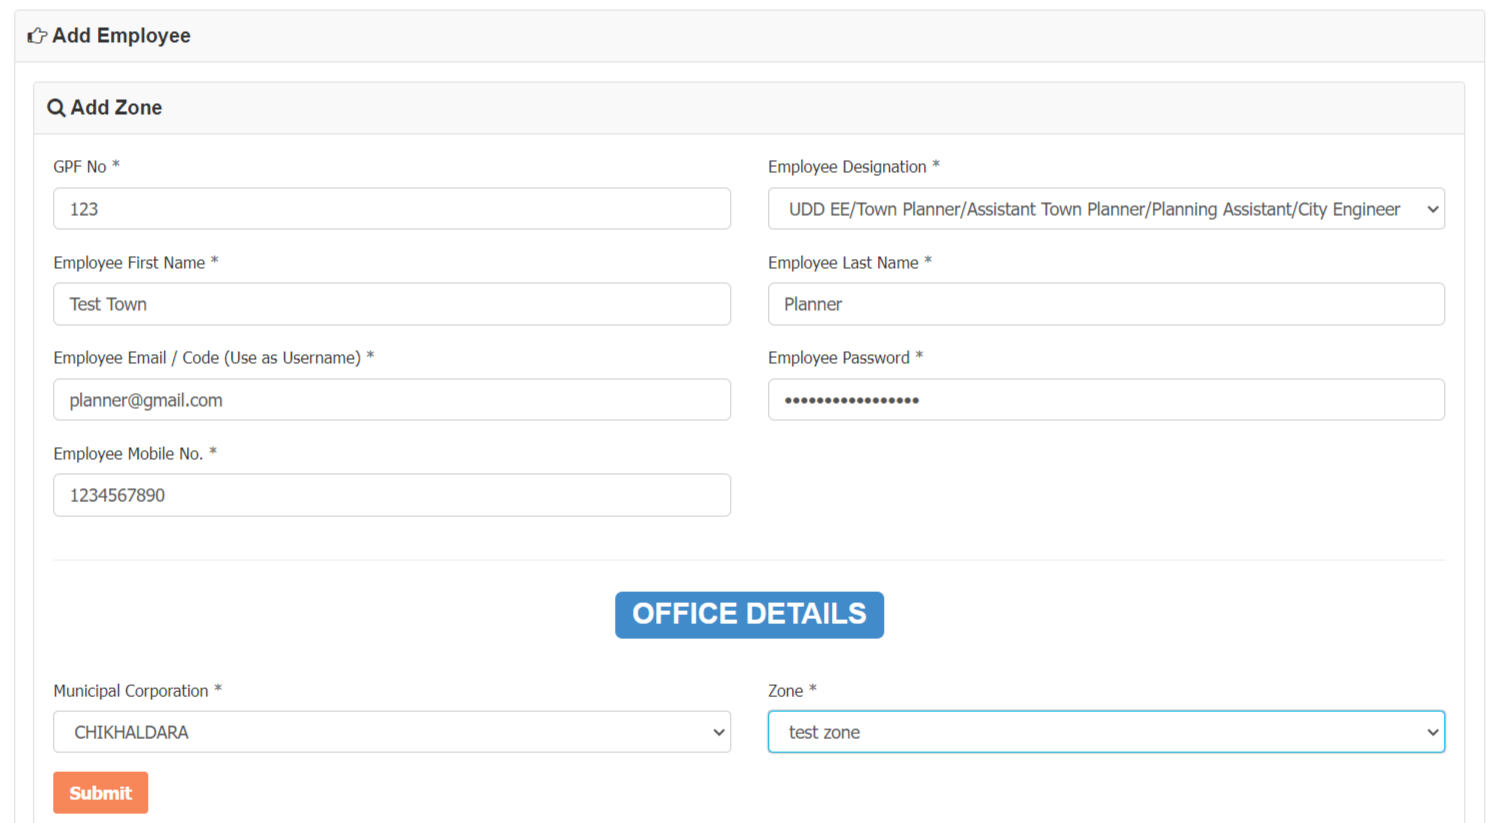 Add Employee
Add Zone
GPF No *
Employee Designation *
123
UDD EE/Town Planner/Assistant Town Planner/Planning Assistant/City Engineer
Employee First Name *
Employee Last Name *
Test Town
Planner
Employee Email / Code (Use as Username) *
Employee Password *
planner@gmail.com
•••••••••••••••••
Employee Mobile No. *
1234567890
OFFICE DETAILS
Municipal Corporation *
Zone *
CHIKHALDARA
test zone
Submit